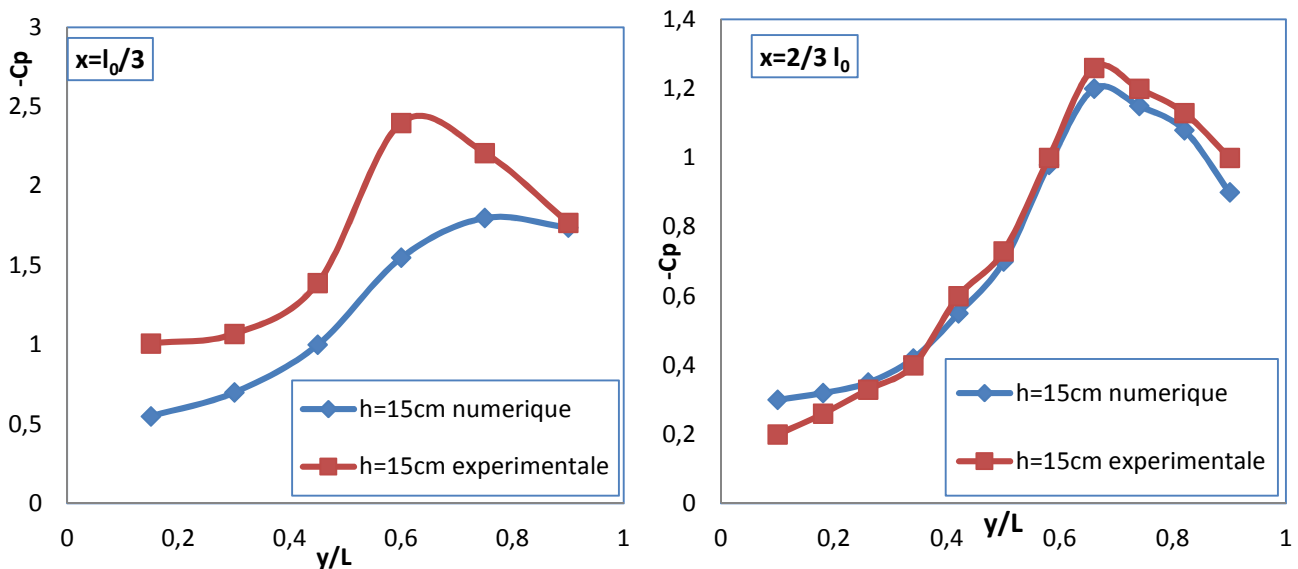 3
2,5
2
1,5
1
0,5
0
-Cp
x=l₀/3
h=15cm numerique
h=15cm experimentale
0 0,2 0,4 0,6 0,8 1
y/L
1,4
1,2
1
0,8
0,6
0,4
0,2
0
-Cp
x=2/3 l₀
h=15cm numerique
h=15cm experimentale
0 0,2 0,4 0,6 0,8 1
y/L